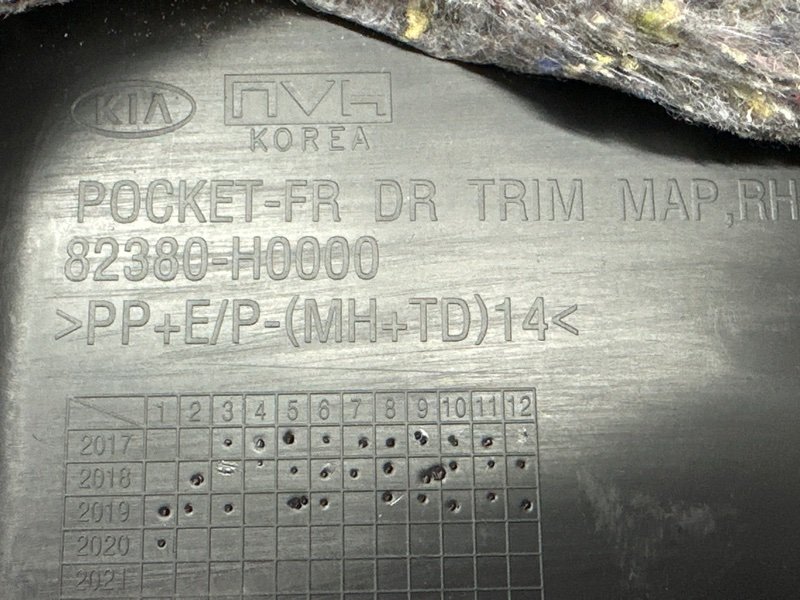 KIA
nvh
KOREA
POCKET-FR DR TRIM MAP,RH
82380-H0000
>PP+E/P-(MH+TD)14<
1 2 3 4 5 6 7 8 9 10 11 12
2017
2018
2019
2020
2021